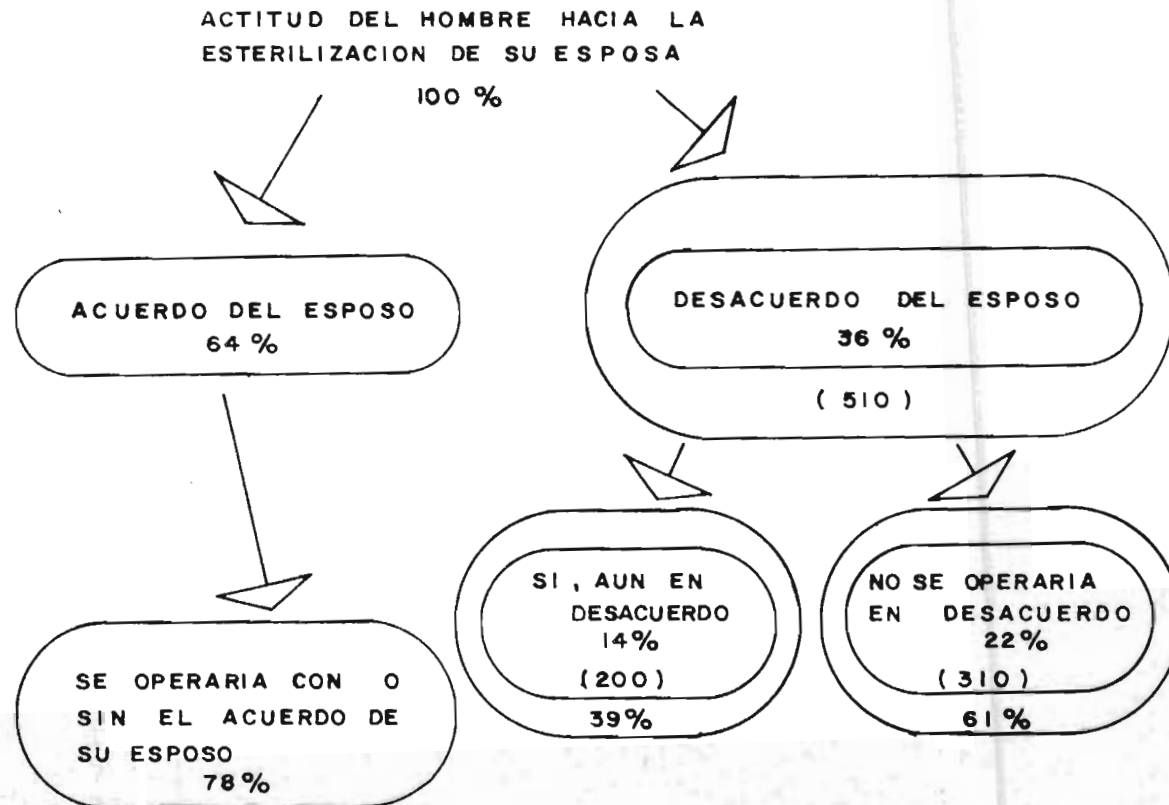 ACTITUD DEL HOMBRE HACIA LA
ESTERILIZACION DE SU ESPOSA
100 %
ACUERDO DEL ESPOSO
64 %
DESACUERDO DEL ESPOSO
36 %
( 510 )
SI , AUN EN
DESACUERDO
14%
(200)
39%
NO SE OPERARIA
EN DESACUERDO
22%
(310)
61%
SE OPERARIA CON O
SIN EL ACUERDO DE
SU ESPOSO
78%